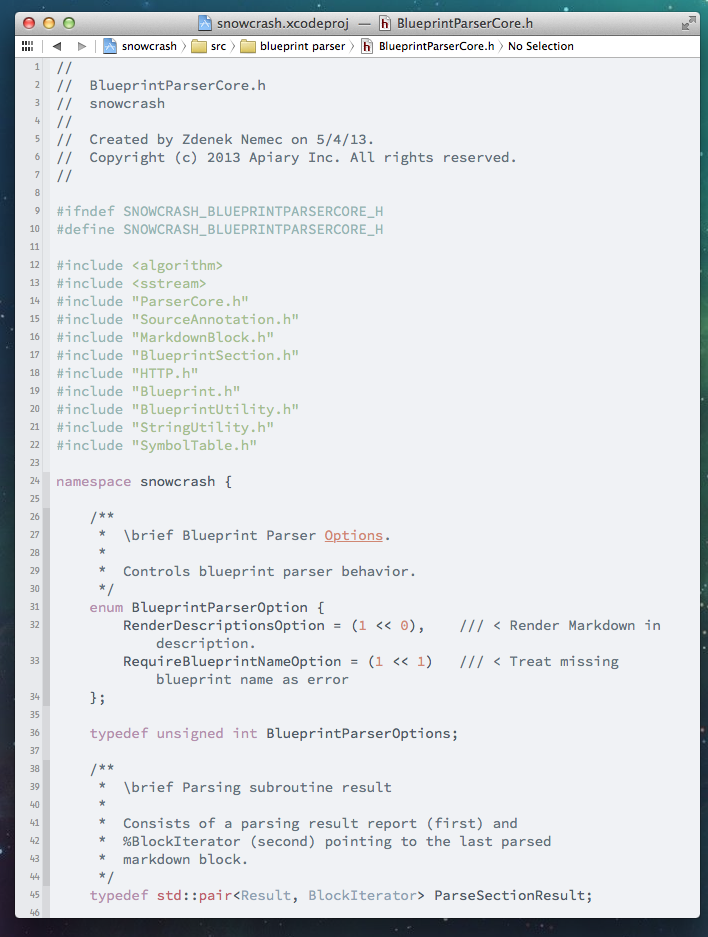 snowcrash.xcodeproj — BlueprintParserCore.h
snowcrash src blueprint parser BlueprintParserCore.h No Selection
1 //
2 //  BlueprintParserCore.h
3 //  snowcrash
4 //
5 //  Created by Zdenek Nemec on 5/4/13.
6 //  Copyright (c) 2013 Apiary Inc. All rights reserved.
7 //
8
9 #ifndef SNOWCRASH_BLUEPRINTPARSERCORE_H
10 #define SNOWCRASH_BLUEPRINTPARSERCORE_H
11
12 #include <algorithm>
13 #include <sstream>
14 #include "ParserCore.h"
15 #include "SourceAnnotation.h"
16 #include "MarkdownBlock.h"
17 #include "BlueprintSection.h"
18 #include "HTTP.h"
19 #include "Blueprint.h"
20 #include "BlueprintUtility.h"
21 #include "StringUtility.h"
22 #include "SymbolTable.h"
23
24 namespace snowcrash {
25
26     /**
27      *  \brief Blueprint Parser Options.
28      *
29      *  Controls blueprint parser behavior.
30      */
31     enum BlueprintParserOption {
32         RenderDescriptionsOption = (1 << 0),    /// < Render Markdown in
            description.
33         RequireBlueprintNameOption = (1 << 1)   /// < Treat missing
            blueprint name as error
34     };
35
36     typedef unsigned int BlueprintParserOptions;
37
38     /**
39      *  \brief Parsing subroutine result
40      *
41      *  Consists of a parsing result report (first) and
42      *  %BlockIterator (second) pointing to the last parsed
43      *  markdown block.
44      */
45     typedef std::pair<Result, BlockIterator> ParseSectionResult;
46